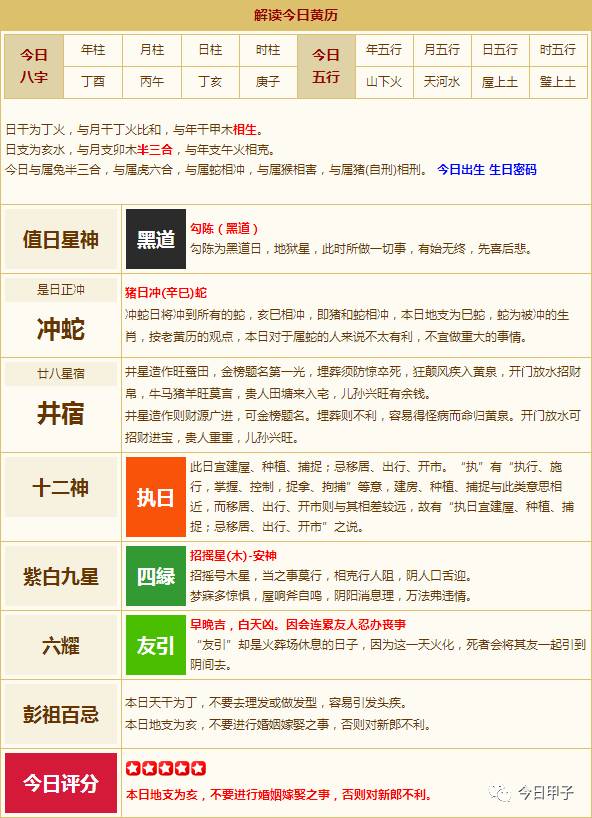 解读今日黄历
今日八字 年柱 月柱 日柱 时柱 今日五行 年五行 月五行 日五行 时五行
丁酉 丙午 丁亥 庚子 山下火 天河水 屋上土 璧上土
日干为丁火，与月干丁火比和，与年干甲木相生。
日支为亥水，与月支卯木半三合，与年支午火相克。
今日与属兔半三合，与属虎六合，与属蛇相冲，与属猴相害，与属猪(自刑)相刑。 今日出生 生日密码
值日星神
黑道
勾陈（黑道）
勾陈为黑道日，地狱星，此时所做一切事，有始无终，先喜后悲。
是日正冲
冲蛇
猪日冲(辛巳)蛇
冲蛇日将冲到所有的蛇，亥巳相冲，即猪和蛇相冲，本日地支为巳蛇，蛇为被冲的生
肖，按老黄历的观点，本日对于属蛇的人来说不太有利，不宜做重大的事情。
廿八星宿
井宿
井星造作旺蚕田，金榜题名第一光，埋葬须防惊卒死，狂颠风疾入黄泉，开门放水招财
帛，牛马猪羊旺莫言，贵人田塘来入宅，儿孙兴旺有余钱。
井星造作则财源广进，可金榜题名。埋葬则不利，容易得怪病而命归黄泉。开门放水可
招财进宝，贵人重重，儿孙兴旺。
十二神
执日
此日宜建屋、种植、捕捉；忌移居、出行、开市。“执”有“执行、施
行，掌握、控制，捉拿、拘捕”等意，建房、种植、捕捉与此类意思相
近，而移居、出行、开市则与其相差较远，故有“执日宜建屋、种植、捕
捉；忌移居、出行、开市”之说。
紫白九星
四緑
招摇星(木)-安神
招摇号木星，当之事莫行，相克行人阻，阴人口舌迎。
梦寐多惊惧，屋响斧自鸣，阴阳消息理，万法弗违情。
六耀
友引
早晚吉，白天凶。因会连累友人忍办丧事
“友引”却是火葬场休息的日子，因为这一天火化，死者会将其友一起引到
阴间去。
彭祖百忌
本日天干为丁，不要去理发或做发型，容易引发头疾。
本日地支为亥，不要进行婚姻嫁娶之事，否则对新郎不利。
今日评分
本日地支为亥，不要进行婚姻嫁娶之事，否则对新郎不利。
今日甲子